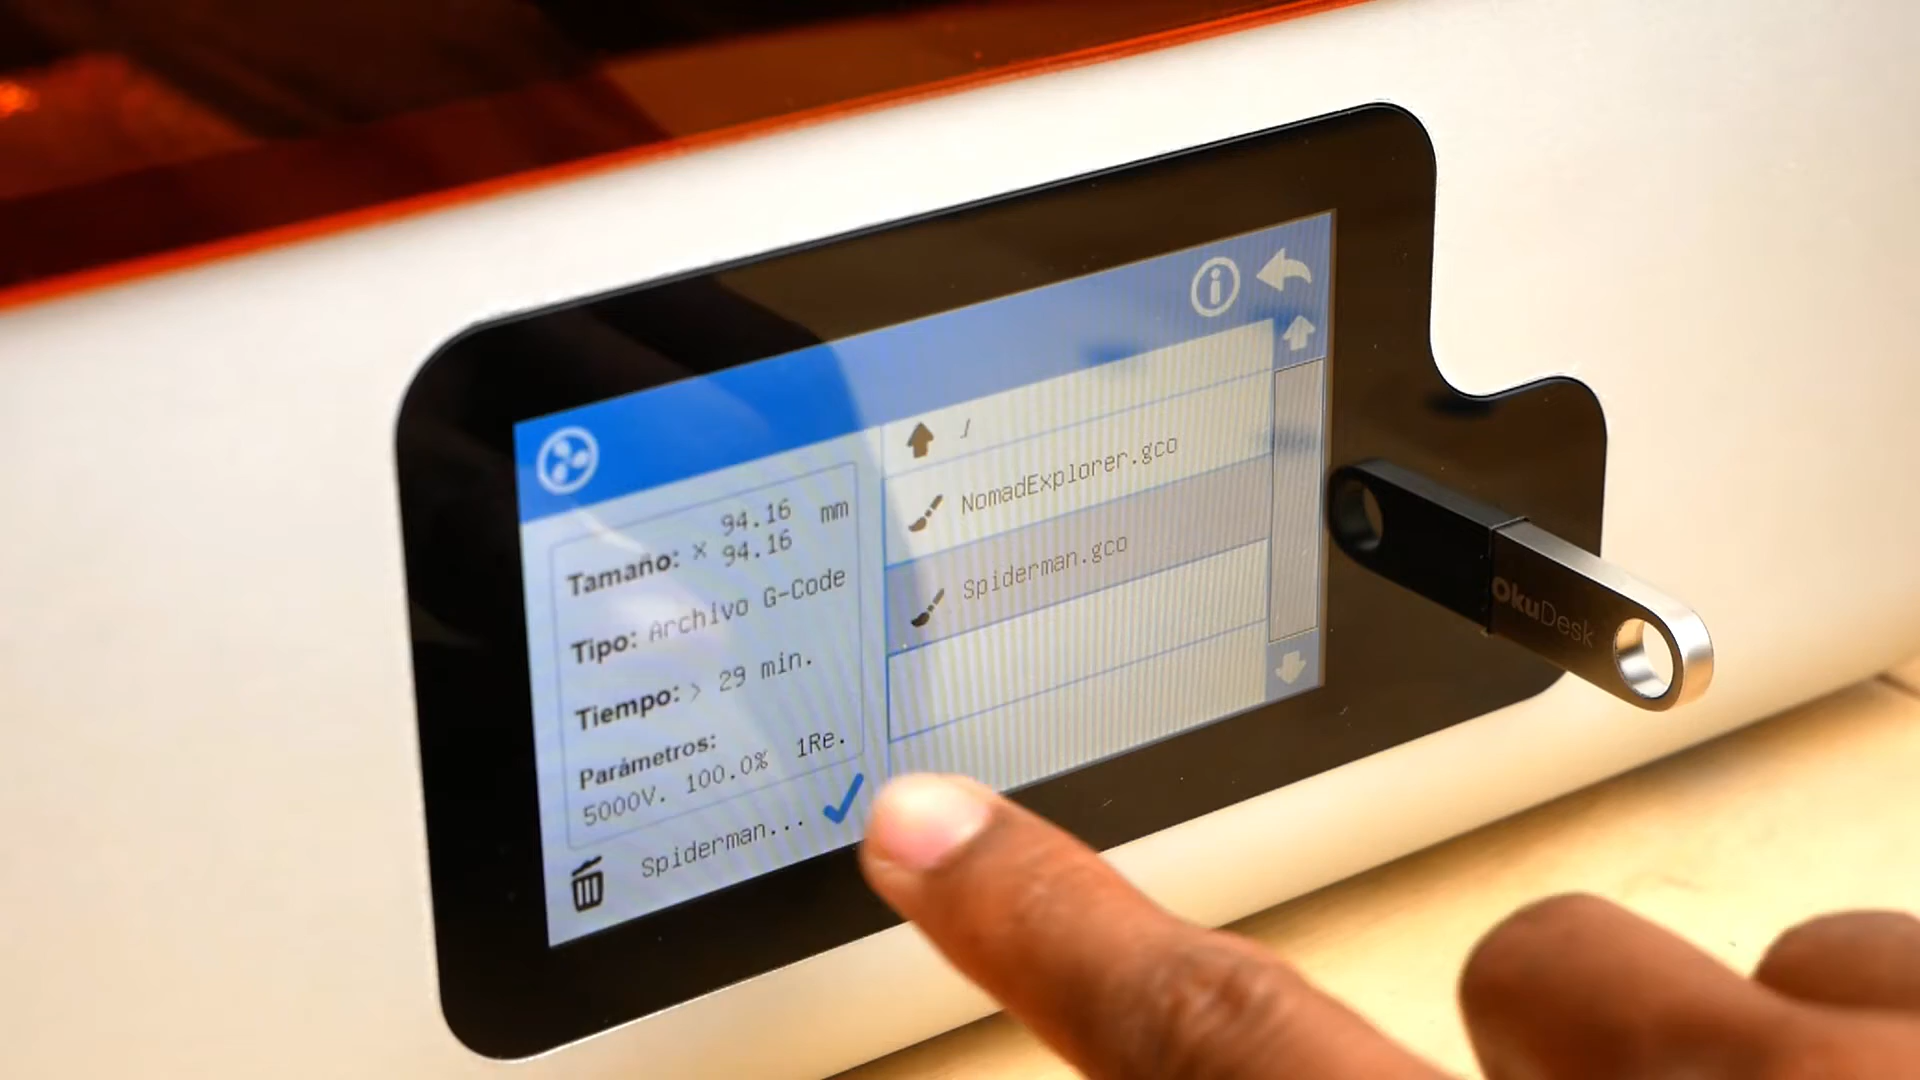 94.16 mm
Tamaño: x 94.16
Tipo: Archivo G-Code
Tiempo: > 29 min.
Parámetros:
5000V. 100.0% 1Re.
Spiderman...
./
NomadExplorer.gco
Spiderman.gco
OkuDesk